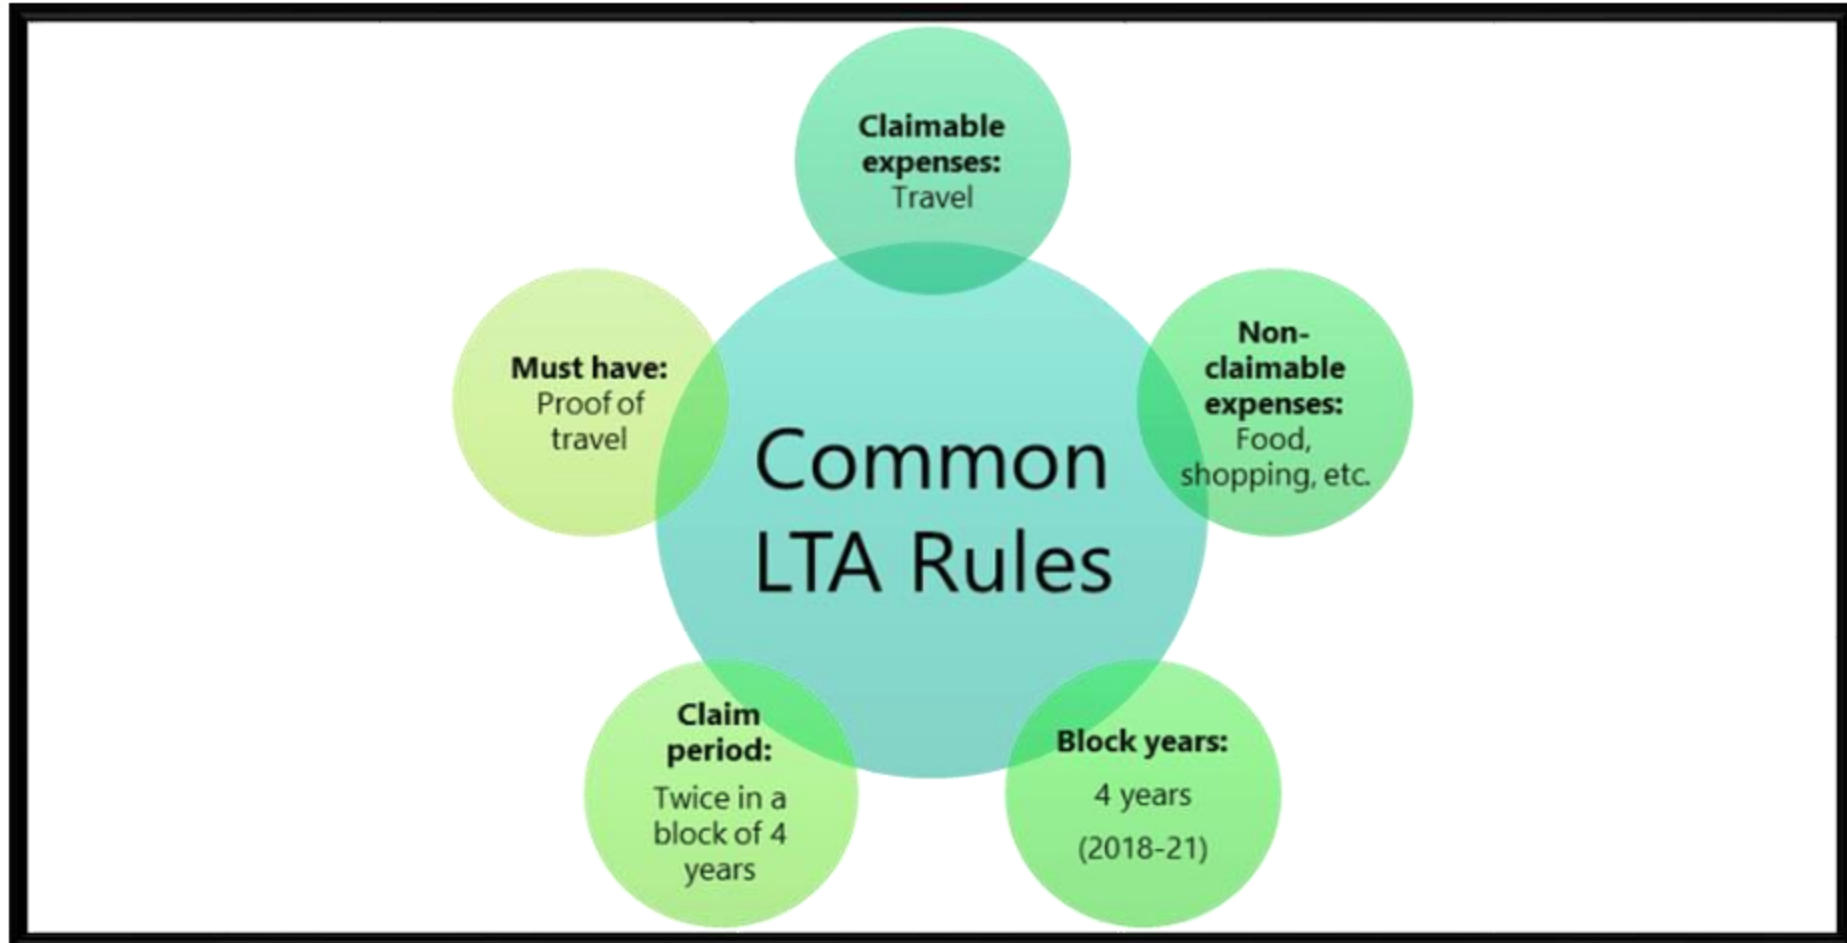 Claimable
expenses:
Travel
Non-
claimable
expenses:
Food,
shopping, etc.
Block years:
4 years
(2018-21)
Claim
period:
Twice in a
block of 4
years
Must have:
Proof of
travel
Common
LTA Rules